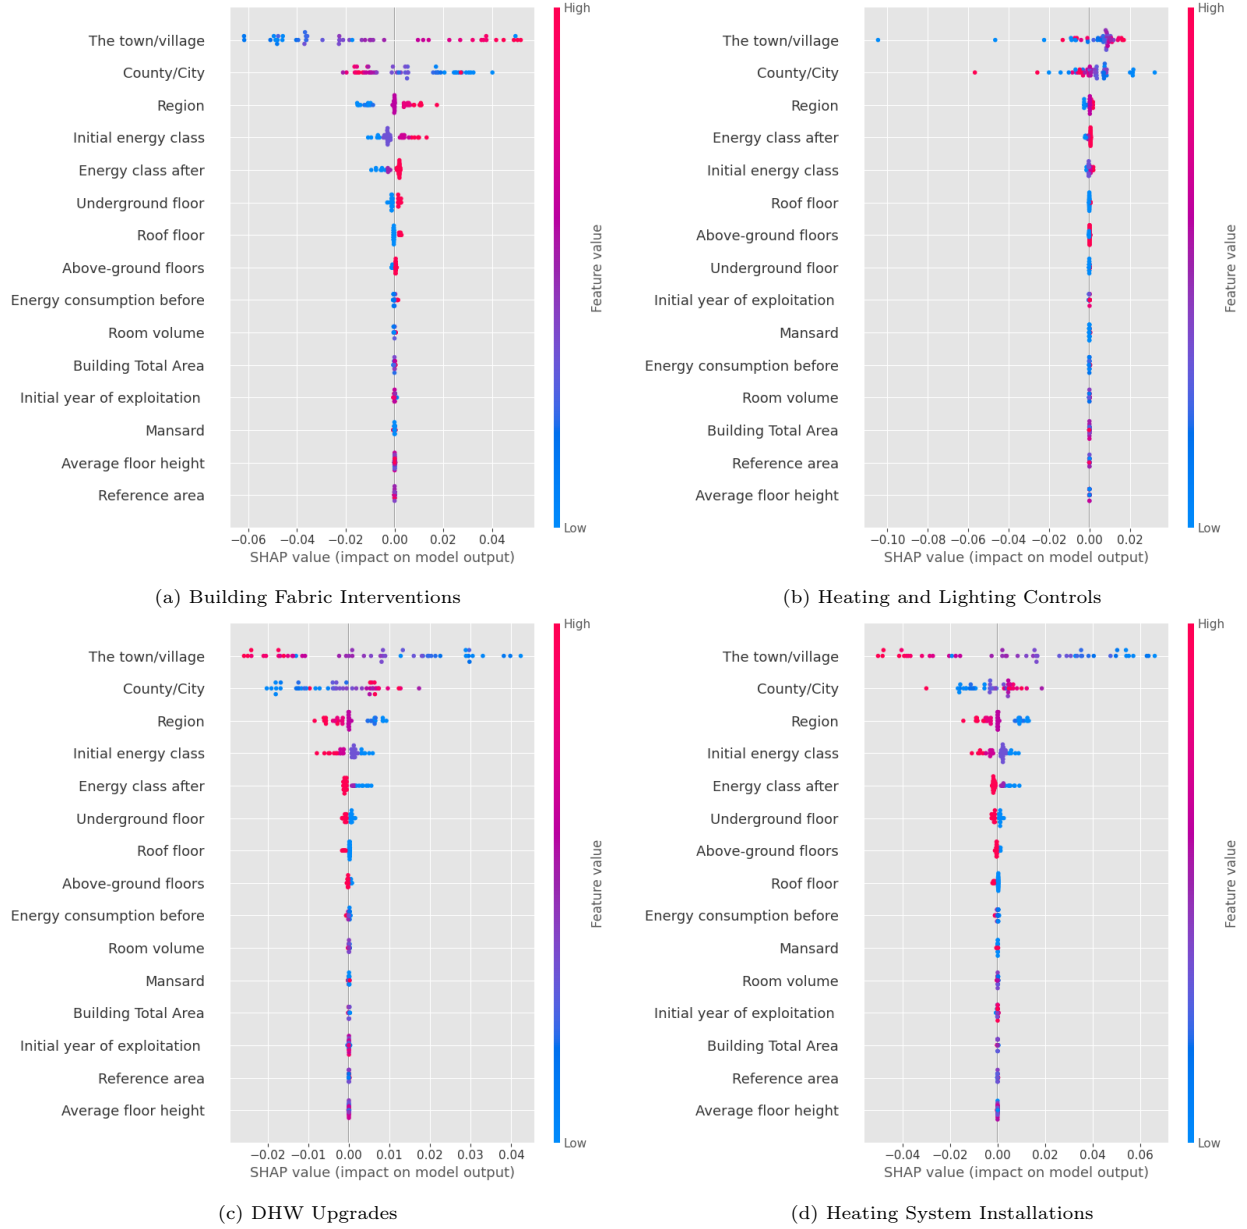 High
The town/village
County/City
Region
Initial energy class
Energy class after
Underground floor
Roof floor
Above-ground floors
Energy consumption before
Room volume
Building Total Area
Initial year of exploitation
Mansard
Average floor height
Reference area
Low
Feature value
−0.06 −0.04 −0.02 0.00 0.02 0.04
SHAP value (impact on model output)
(a) Building Fabric Interventions
High
The town/village
County/City
Region
Energy class after
Initial energy class
Roof floor
Above-ground floors
Underground floor
Initial year of exploitation
Mansard
Energy consumption before
Room volume
Building Total Area
Reference area
Average floor height
Low
Feature value
−0.10 −0.08 −0.06 −0.04 −0.02 0.00 0.02
SHAP value (impact on model output)
(b) Heating and Lighting Controls
High
The town/village
County/City
Region
Initial energy class
Energy class after
Underground floor
Roof floor
Above-ground floors
Energy consumption before
Room volume
Mansard
Building Total Area
Initial year of exploitation
Reference area
Average floor height
Low
Feature value
−0.02 −0.01 0.00 0.01 0.02 0.03 0.04
SHAP value (impact on model output)
(c) DHW Upgrades
High
The town/village
County/City
Region
Initial energy class
Energy class after
Underground floor
Above-ground floors
Roof floor
Energy consumption before
Mansard
Room volume
Initial year of exploitation
Building Total Area
Reference area
Average floor height
Low
Feature value
−0.04 −0.02 0.00 0.02 0.04 0.06
SHAP value (impact on model output)
(d) Heating System Installations